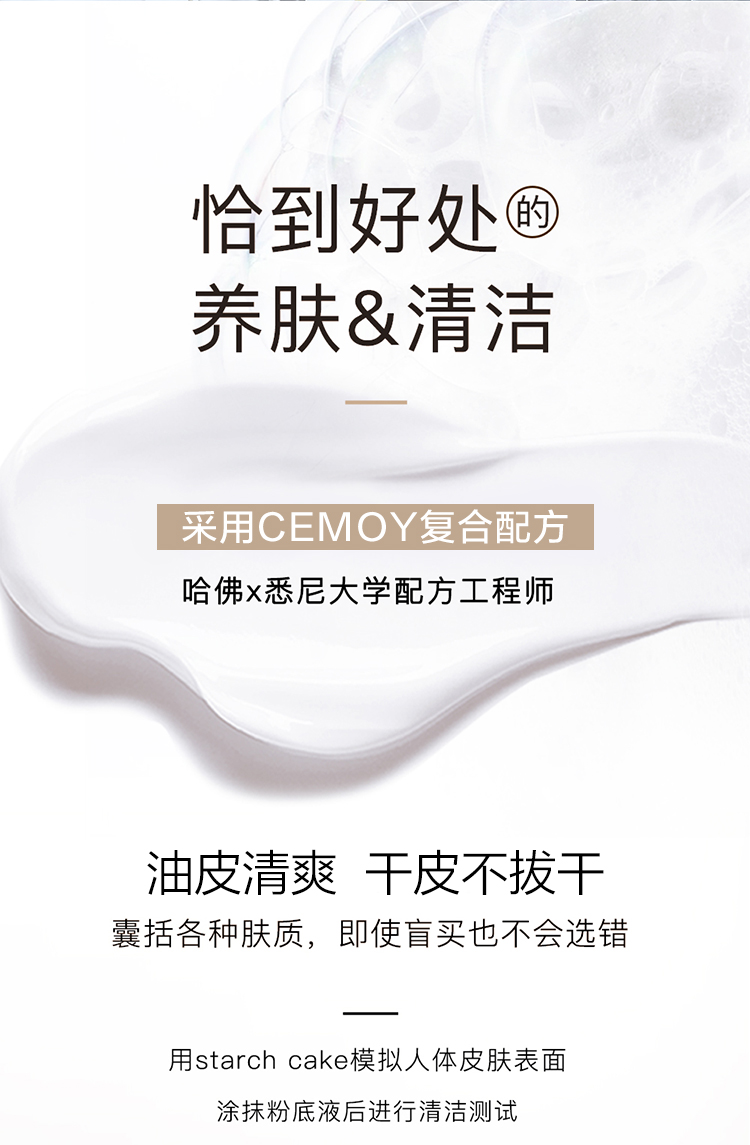 恰到好处的
养肤&清洁
采用CEMOY复合配方
哈佛x悉尼大学配方工程师
油皮清爽 干皮不拔干
囊括各种肤质，即使盲买也不会选错
用starch cake模拟人体皮肤表面
涂抹粉底液后进行清洁测试